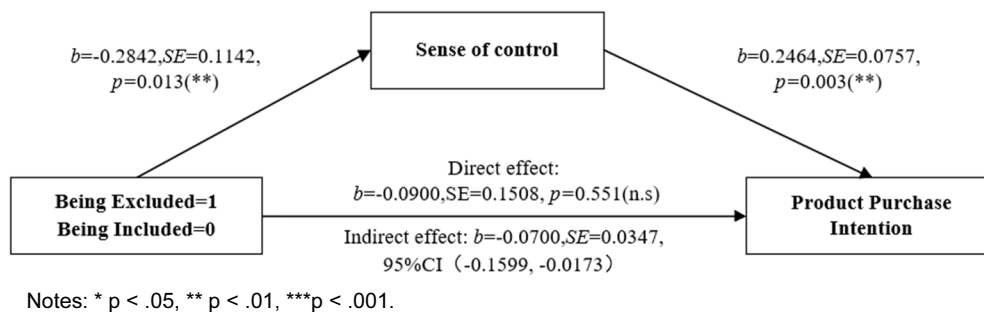 Sense of control
b=-0.2842,SE=0.1142,
p=0.013(**)
b=0.2464,SE=0.0757,
p=0.003(**)
Being Excluded=1
Being Included=0
Direct effect:
b=-0.0900,SE=0.1508, p=0.551(n.s)
Indirect effect: b=-0.0700,SE=0.0347,
95%CI（-0.1599, -0.0173）
Product Purchase
Intention
Notes: * p < .05, ** p < .01, ***p < .001.